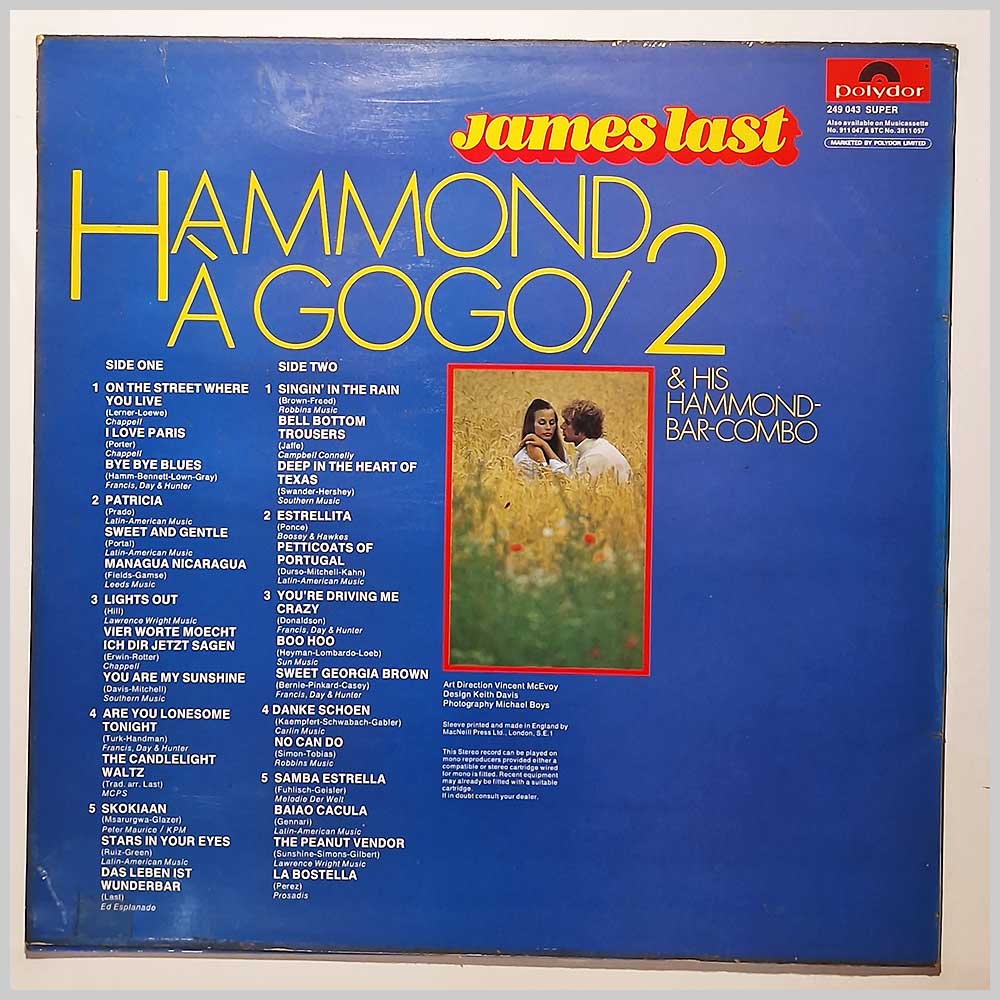 polydor
249 043 SUPER
Also available on Musicassette
No. 911 047 & 8TC No. 3811 057
MARKETED BY POLYDOR LIMITED
James last
HAMMOND
À GOGO/2
& HIS
HAMMOND-
BAR-COMBO
SIDE ONE
1 ON THE STREET WHERE
YOU LIVE
(Lerner-Loewe)
Chappell
I LOVE PARIS
(Porter)
Chappell
BYE BYE BLUES
(Hamm-Bennett-Lown-Gray)
Francis, Day & Hunter
2 PATRICIA
(Prado)
Latin-American Music
SWEET AND GENTLE
(Portal)
Latin-American Music
MANAGUA NICARAGUA
(Fields-Gamse)
Leeds Music
3 LIGHTS OUT
(Hill)
Lawrence Wright Music
VIER WORTE MOECHT
ICH DIR JETZT SAGEN
(Erwin-Rotter)
Chappell
YOU ARE MY SUNSHINE
(Davis-Mitchell)
Southern Music
4 ARE YOU LONESOME
TONIGHT
(Turk-Handman)
Francis, Day & Hunter
THE CANDLELIGHT
WALTZ
(Trad. arr. Last)
MCPS
5 SKOKIAAN
(Msarurgwa-Glazer)
Peter Maurice / KPM
STARS IN YOUR EYES
(Ruiz-Green)
Latin-American Music
DAS LEBEN IST
WUNDERBAR
(Last)
Ed Esplanade
SIDE TWO
1 SINGIN' IN THE RAIN
(Brown-Freed)
Robbins Music
BELL BOTTOM
TROUSERS
(Jaffe)
Campbell Connelly
DEEP IN THE HEART OF
TEXAS
(Swander-Hershey)
Southern Music
2 ESTRELLITA
(Ponce)
Boosey & Hawkes
PETTICOATS OF
PORTUGAL
(Durso-Mitchell-Kahn)
Latin-American Music
3 YOU'RE DRIVING ME
CRAZY
(Donaldson)
Francis, Day & Hunter
BOO HOO
(Heyman-Lombardo-Loeb)
Sun Music
SWEET GEORGIA BROWN
(Bernie-Pinkard-Casey)
Francis, Day & Hunter
4 DANKE SCHOEN
(Kaempfert-Schwabach-Gabler)
Carlin Music
NO CAN DO
(Simon-Tobias)
Robbins Music
5 SAMBA ESTRELLA
(Fuhlisch-Geisler)
Melodie Der Welt
BAIAO CACULA
(Gennari)
Latin-American Music
THE PEANUT VENDOR
(Sunshine-Simons-Gilbert)
Lawrence Wright Music
LA BOSTELLA
(Perez)
Prosadis
Art Direction Vincent McEvoy
Design Keith Davis
Photography Michael Boys
Sleeve printed and made in England by
MacNeill Press Ltd., London, S.E.1
This Stereo record can be played on
mono reproducers provided either a
compatible or stereo cartridge wired
for mono is fitted. Recent equipment
may already be fitted with a suitable
cartridge.
If in doubt consult your dealer.